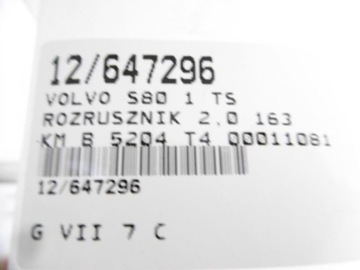 12/647296
VOLVO S80 1 TS
ROZRUSZNIK 2.0 163
KM B 5204 T4 00011081
12/647296
G VII 7 C